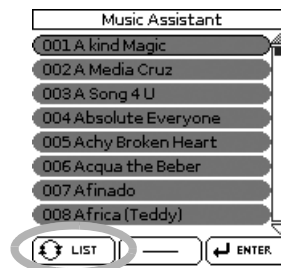 Music Assistant
001 A kind Magic
002 A Media Cruz
003 A Song 4 U
004 Absolute Everyone
005 Achy Broken Heart
006 Acqua the Beber
007 Afinado
008 Africa (Teddy)
LIST ENTER